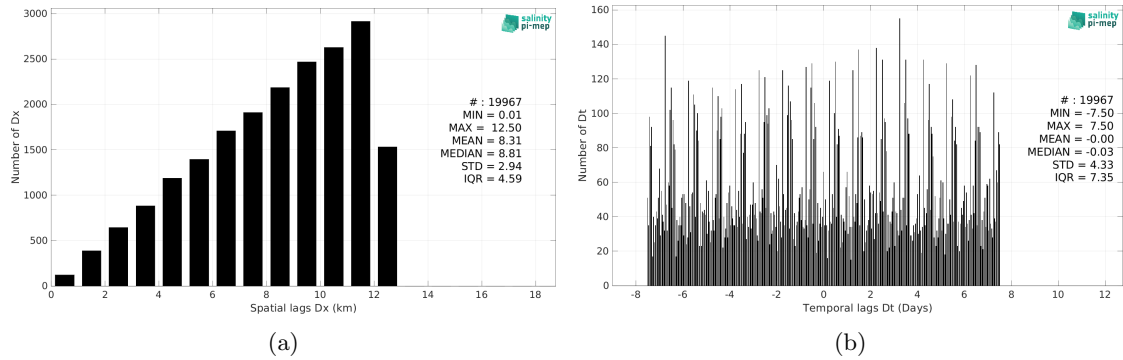 3000
2500
2000
1500
1000
500
0
Number of Dx
0 2 4 6 8 10 12 14 16 18
Spatial lags Dx (km)
salinity
pi-mep
# : 19967
MIN = 0.01
MAX = 12.50
MEAN = 8.31
MEDIAN = 8.81
STD = 2.94
IQR = 4.59
(a)
160
140
120
100
80
60
40
20
0
Number of Dt
-8 -6 -4 -2 0 2 4 6 8 10 12
Temporal lags Dt (Days)
salinity
pi-mep
# : 19967
MIN = -7.50
MAX = 7.50
MEAN = -0.00
MEDIAN = -0.03
STD = 4.33
IQR = 7.35
(b)